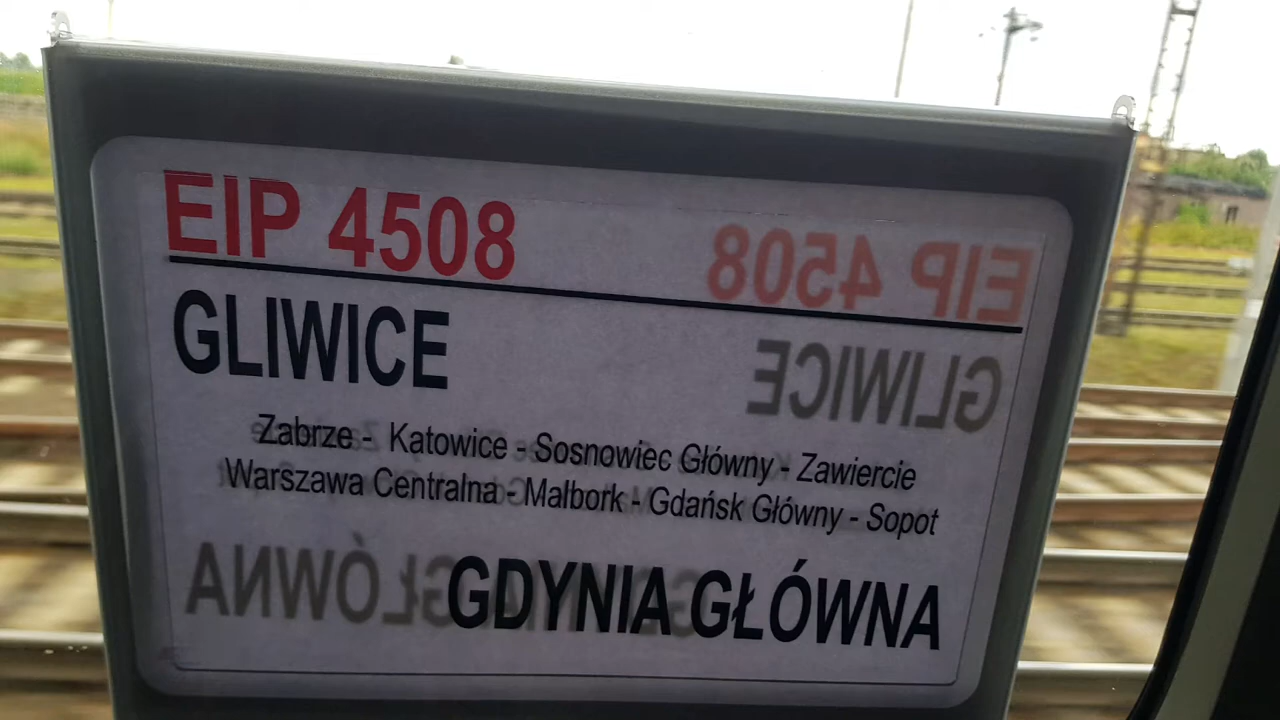 EIP 4508
GLIWICE
Zabrze - Katowice - Sosnowiec Główny - Zawiercie
Warszawa Centralna - Malbork - Gdańsk Główny - Sopot
GDYNIA GŁÓWNA